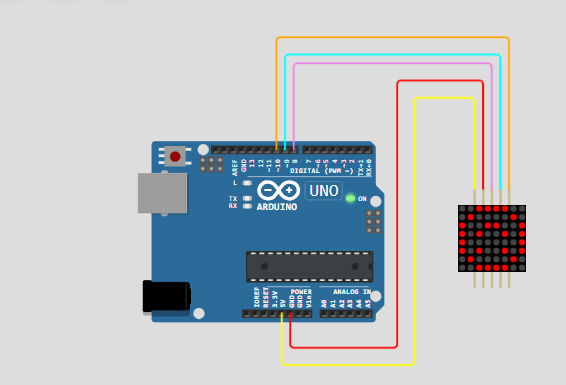 AREF
GND
13
12
~11
~10
~9
8
7
~6
~5
4
~3
2
TX→1
RX←0
DIGITAL (PWM ~)
L
TX
RX
UNO
ON
ARDUINO
IOREF
RESET
3.3V
5V
GND
GND
Vin
POWER
ANALOG IN
A0
A1
A2
A3
A4
A5